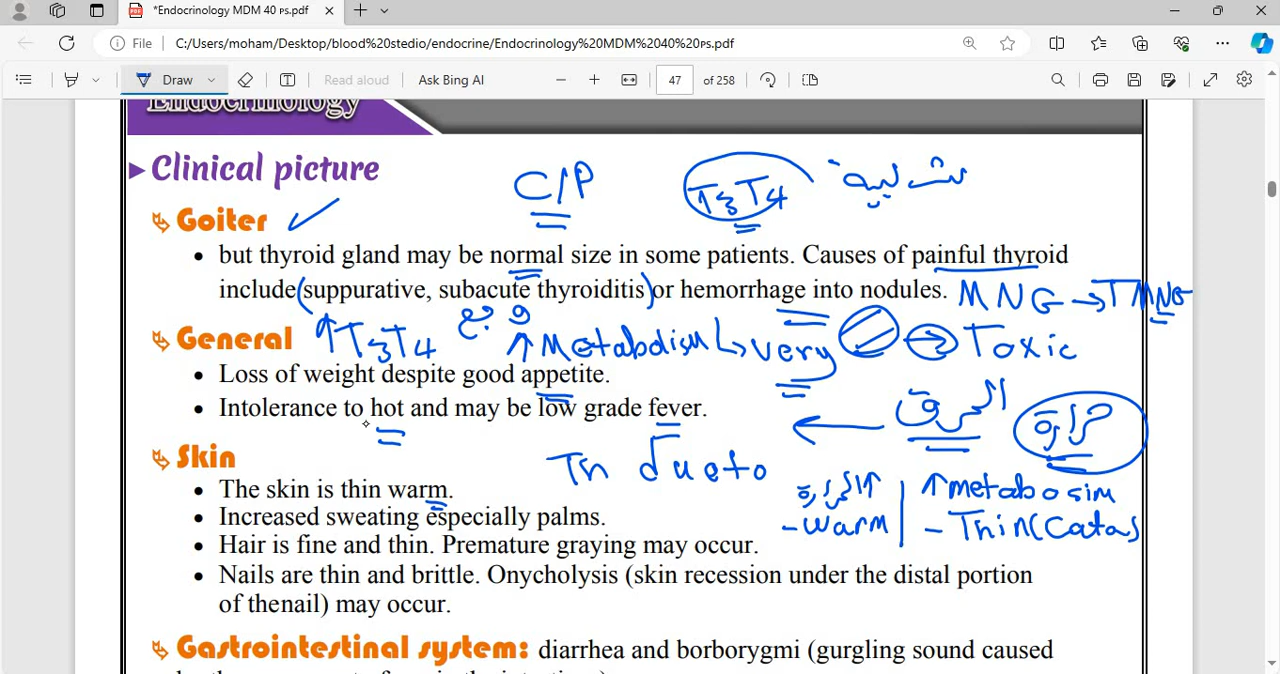 *Endocrinology MDM 40 PS.pdf
File C:/Users/moham/Desktop/blood%20stedio/endocrine/Endocrinology%20MDM%2040%20Ps.pdf
Draw Read aloud Ask Bing AI 47 of 258
Endocrinology
Clinical picture C/P T3T4
Goiter
• but thyroid gland may be normal size in some patients. Causes of painful thyroid
include (suppurative, subacute thyroiditis) or hemorrhage into nodules. MNG → TMNG
General ↑T3T4 ↑Metabolism very → Toxic
• Loss of weight despite good appetite.
• Intolerance to hot and may be low grade fever. ← الحرق حرارة
Skin
due to
• The skin is thin warm. الحرارة↑ ↑metabosim
• Increased sweating especially palms. - warm - Thin(Cata)
• Hair is fine and thin. Premature graying may occur.
• Nails are thin and brittle. Onycholysis (skin recession under the distal portion
of thenail) may occur.
Gastrointestinal system: diarrhea and borborygmi (gurgling sound caused